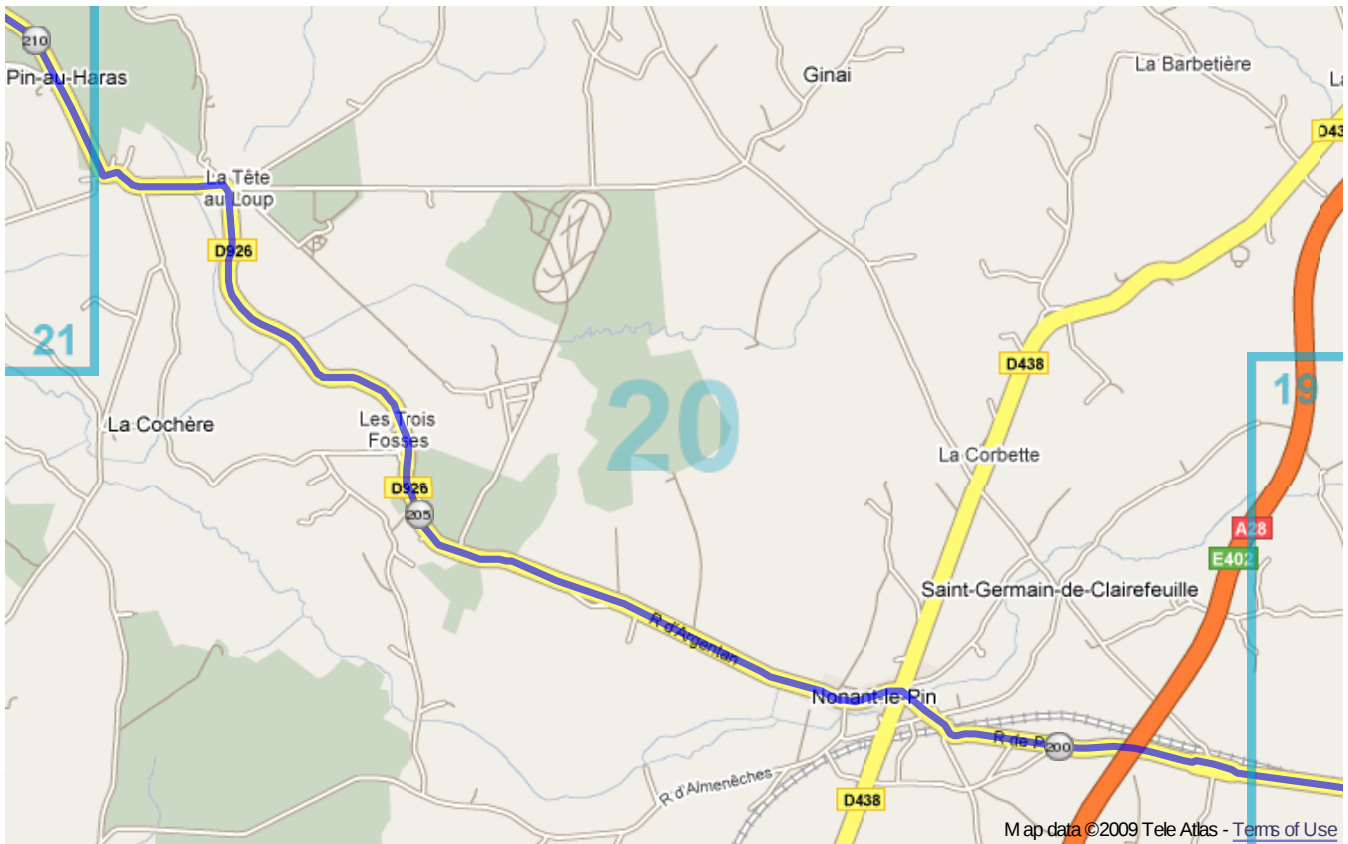 210
Pin-au-Haras
Ginai
La Barbetière
La Tête
au Loup
D926
21
D438
20
19
La Cochère
Les Trois
Fosses
La Corbette
D926
205
A28
E402
Saint-Germain-de-Clairefeuille
R d'Argentan
Nonant-le-Pin
R de
200
R d'Almenêches
D438
Map data ©2009 Tele Atlas - Terms of Use